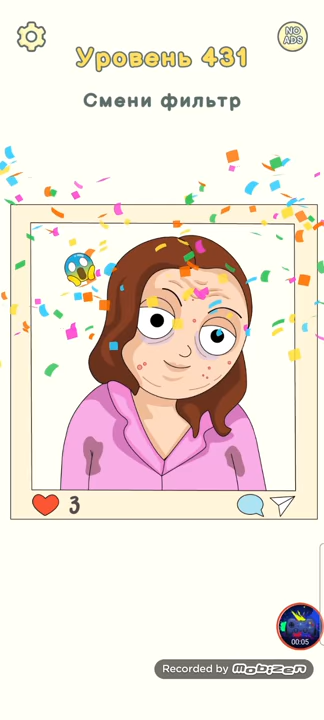 Уровень 431
NO
ADS
Смени фильтр
3
00:05
Recorded by MOBIZEN